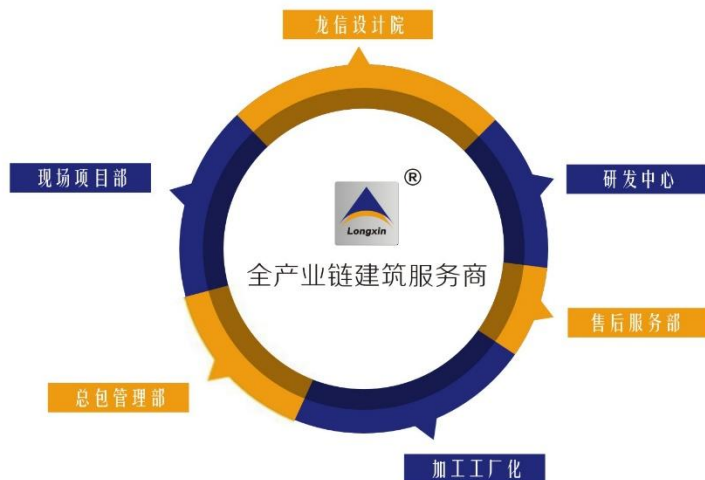 龙信设计院
现场项目部
研发中心
®
Longxin
全产业链建筑服务商
售后服务部
总包管理部
加工工厂化